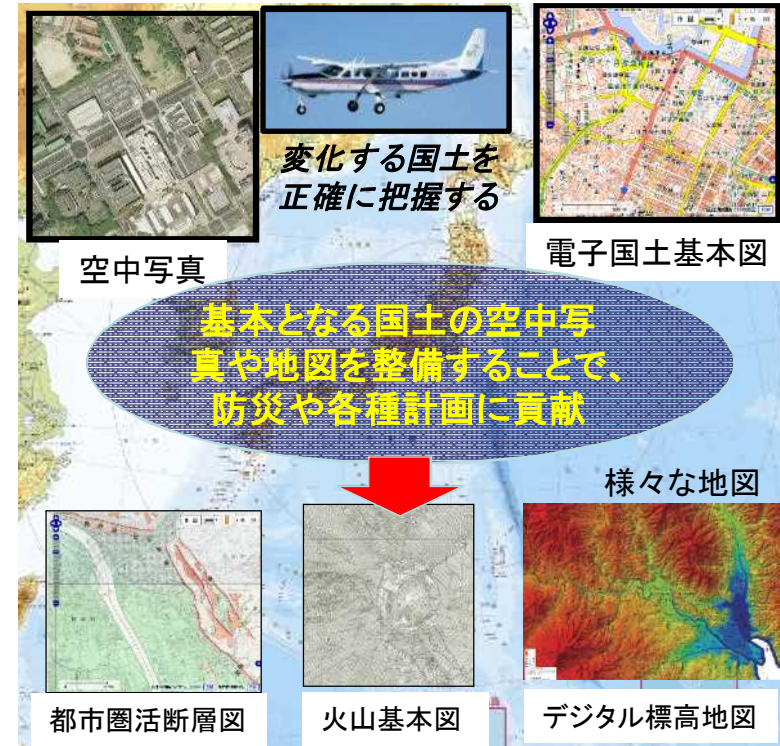 変化する国土を
正確に把握する
空中写真
電子国土基本図
基本となる国土の空中写
真や地図を整備することで、
防災や各種計画に貢献
様々な地図
都市圏活断層図
火山基本図
デジタル標高地図